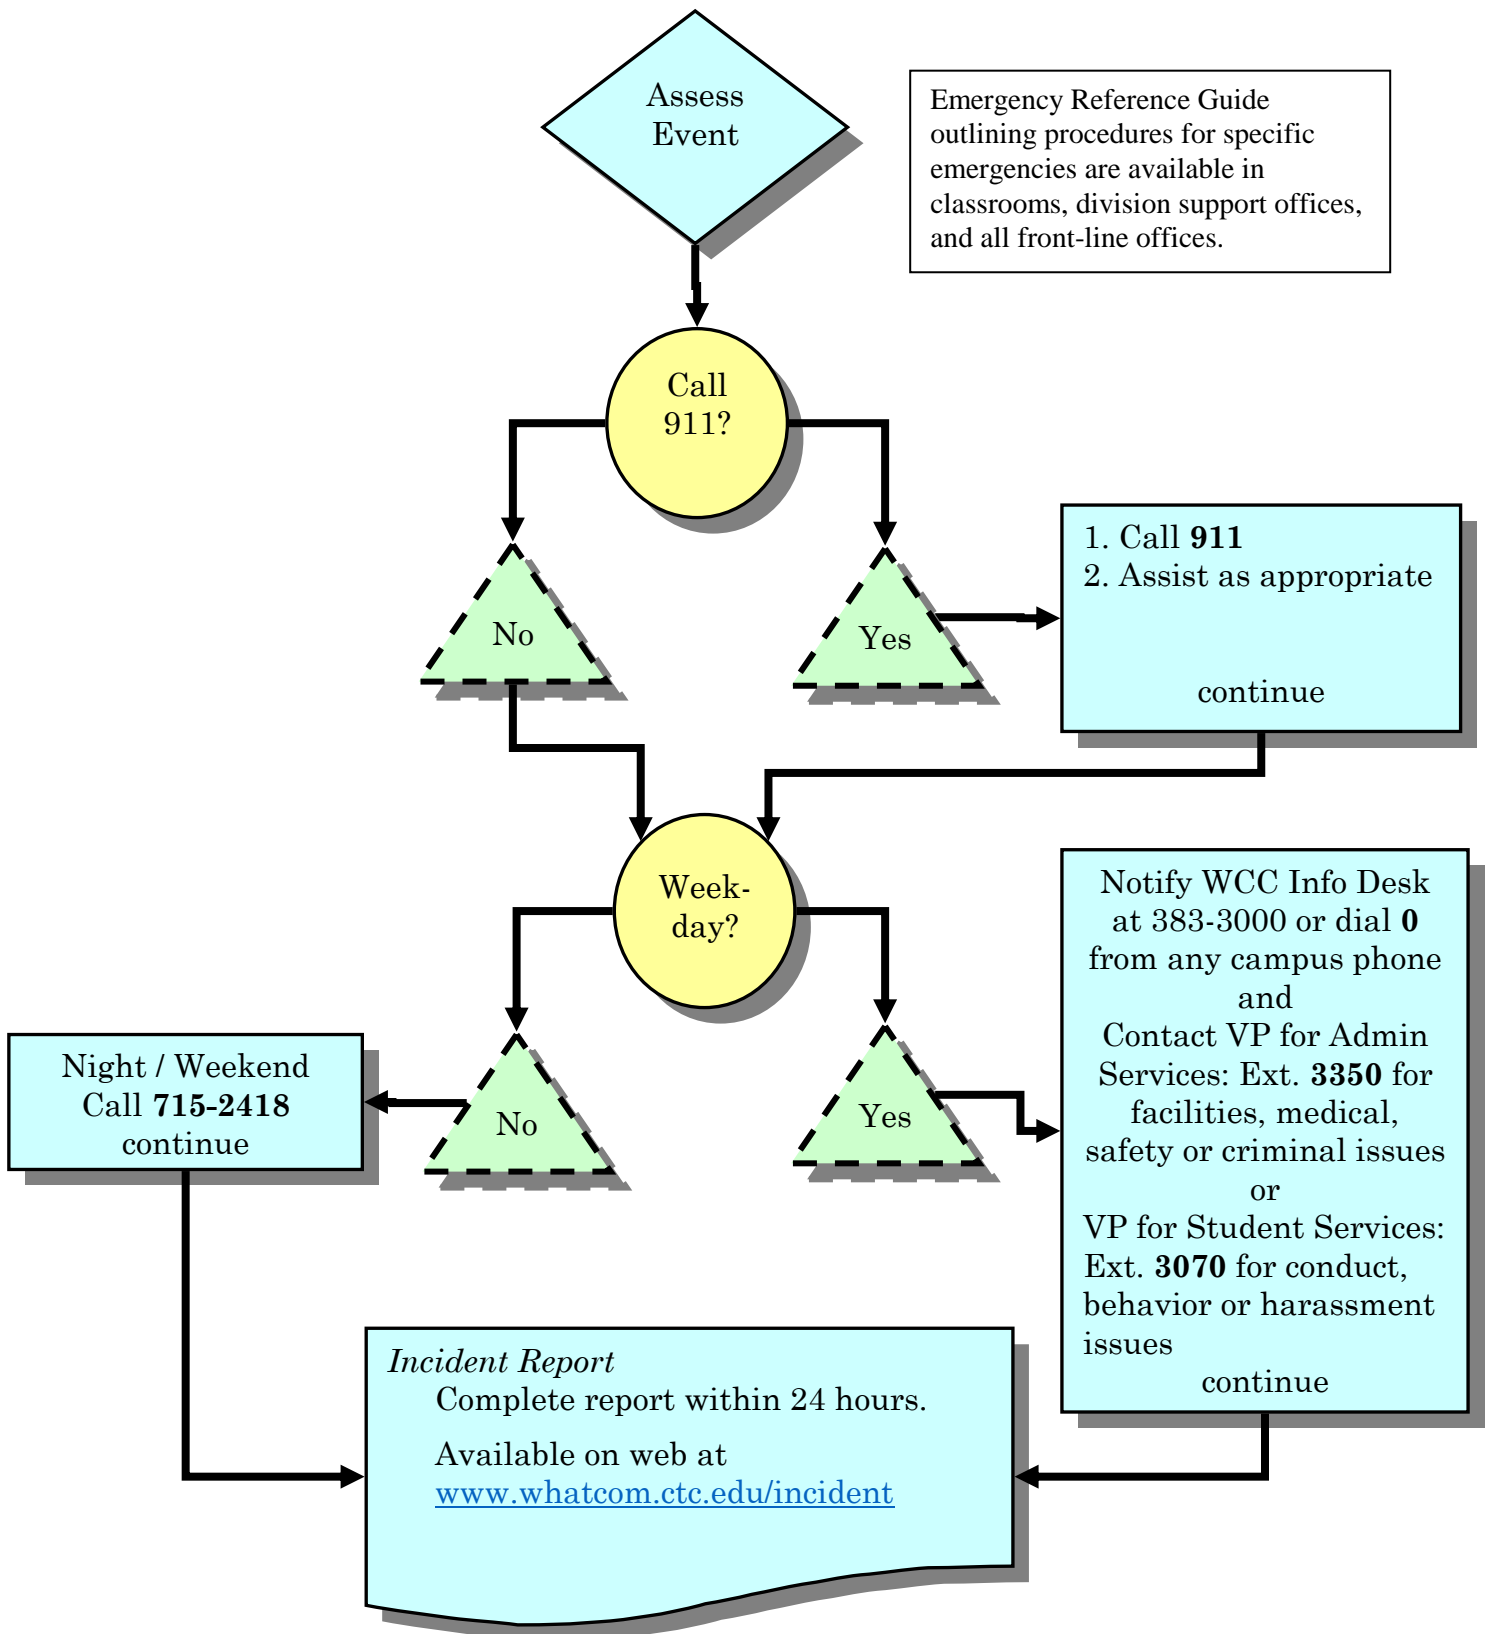 Assess
Event
Emergency Reference Guide
outlining procedures for specific
emergencies are available in
classrooms, division support offices,
and all front-line offices.
Call
911?
No
Yes
1. Call 911
2. Assist as appropriate
continue
Week-
day?
No
Yes
Night / Weekend
Call 715-2418
continue
Notify WCC Info Desk
at 383-3000 or dial 0
from any campus phone
and
Contact VP for Admin
Services: Ext. 3350 for
facilities, medical,
safety or criminal issues
or
VP for Student Services:
Ext. 3070 for conduct,
behavior or harassment
issues
continue
Incident Report
Complete report within 24 hours.
Available on web at
www.whatcom.ctc.edu/incident